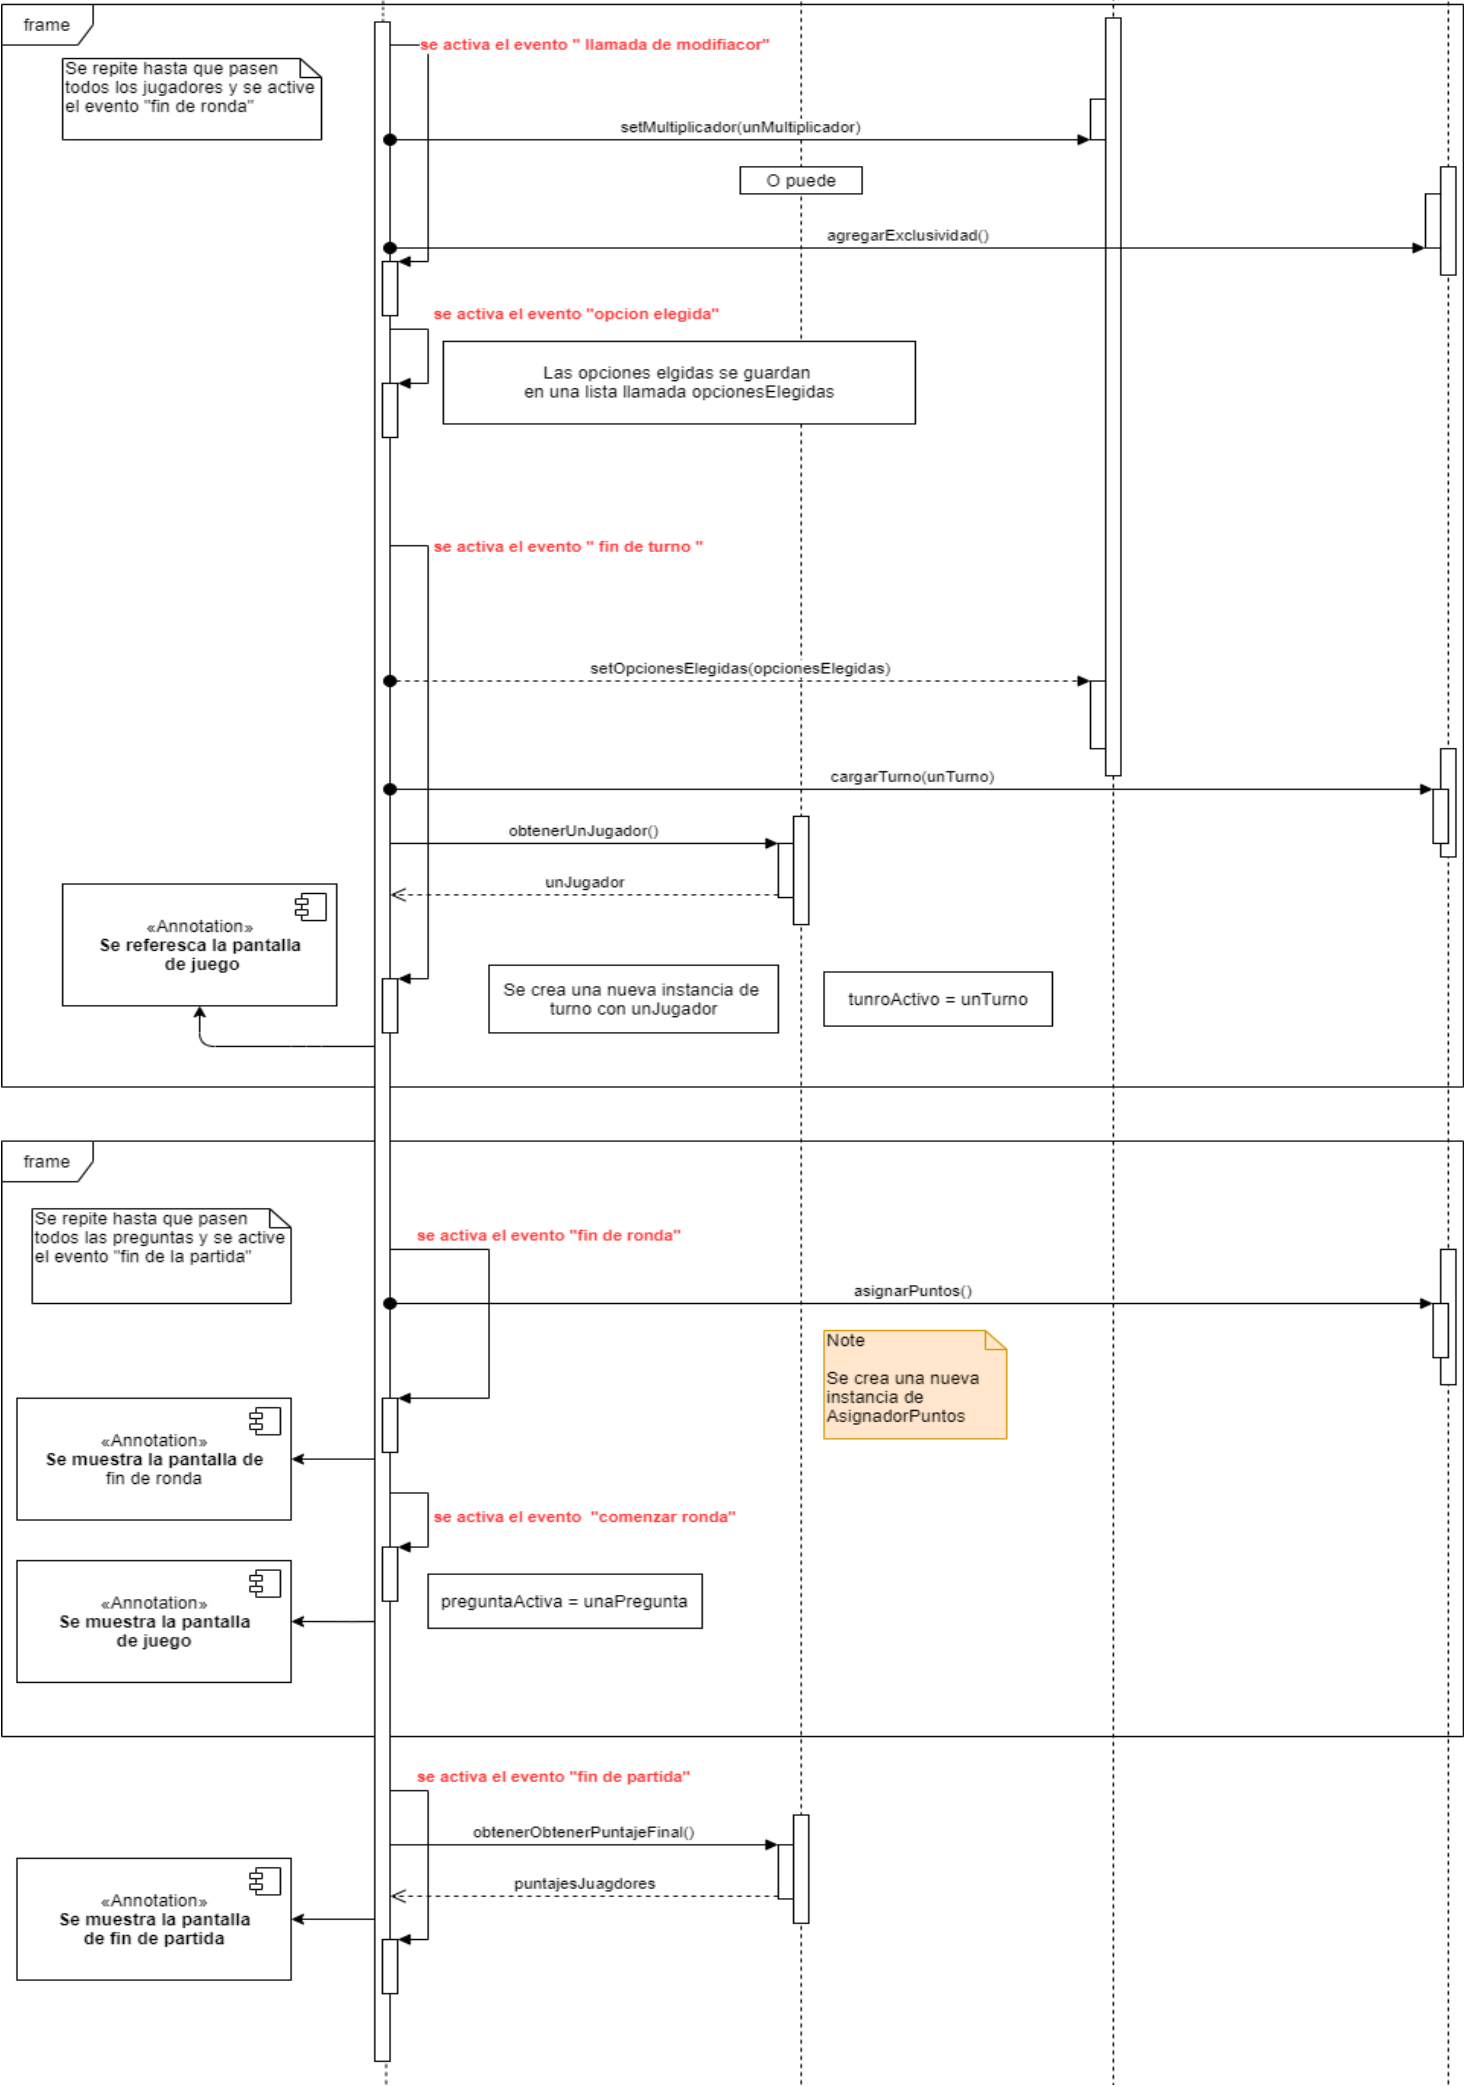 frame
se activa el evento " llamada de modifiacor"
Se repite hasta que pasen
todos los jugadores y se active
el evento "fin de ronda"
setMultiplicador(unMultiplicador)
O puede
agregarExclusividad()
se activa el evento "opcion elegida"
Las opciones elgidas se guardan
en una lista llamada opcionesElegidas
se activa el evento " fin de turno "
setOpcionesElegidas(opcionesElegidas)
cargarTurno(unTurno)
obtenerUnJugador()
unJugador
«Annotation»
Se referesca la pantalla
de juego
Se crea una nueva instancia de
turno con unJugador
tunroActivo = unTurno
frame
Se repite hasta que pasen
todos las preguntas y se active
el evento "fin de la partida"
se activa el evento "fin de ronda"
asignarPuntos()
Note
Se crea una nueva
instancia de
AsignadorPuntos
«Annotation»
Se muestra la pantalla de
fin de ronda
se activa el evento  "comenzar ronda"
«Annotation»
Se muestra la pantalla
de juego
preguntaActiva = unaPregunta
se activa el evento "fin de partida"
obtenerObtenerPuntajeFinal()
puntajesJuagdores
«Annotation»
Se muestra la pantalla
de fin de partida